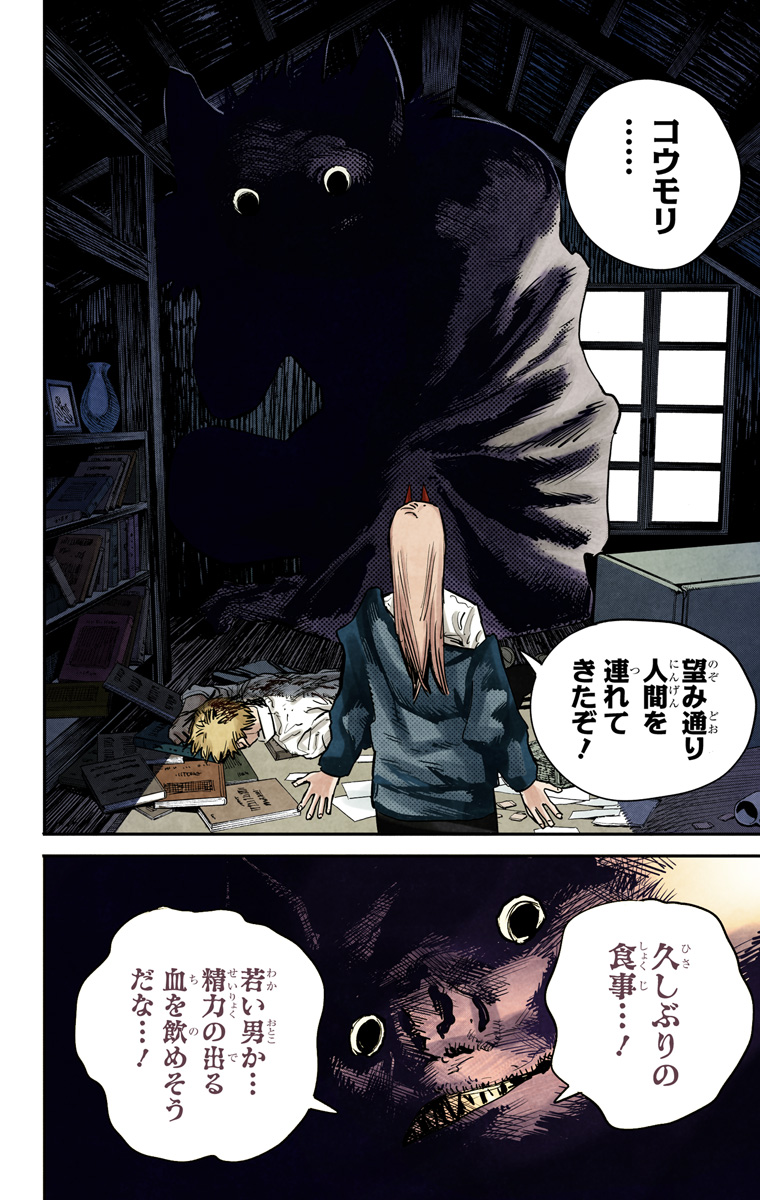 コウモリ
……
望み通り
人間を
連れて
きたぞ!
久しぶりの
食事…!
若い男か…
精力の出る
血を飲めそう
だな…!